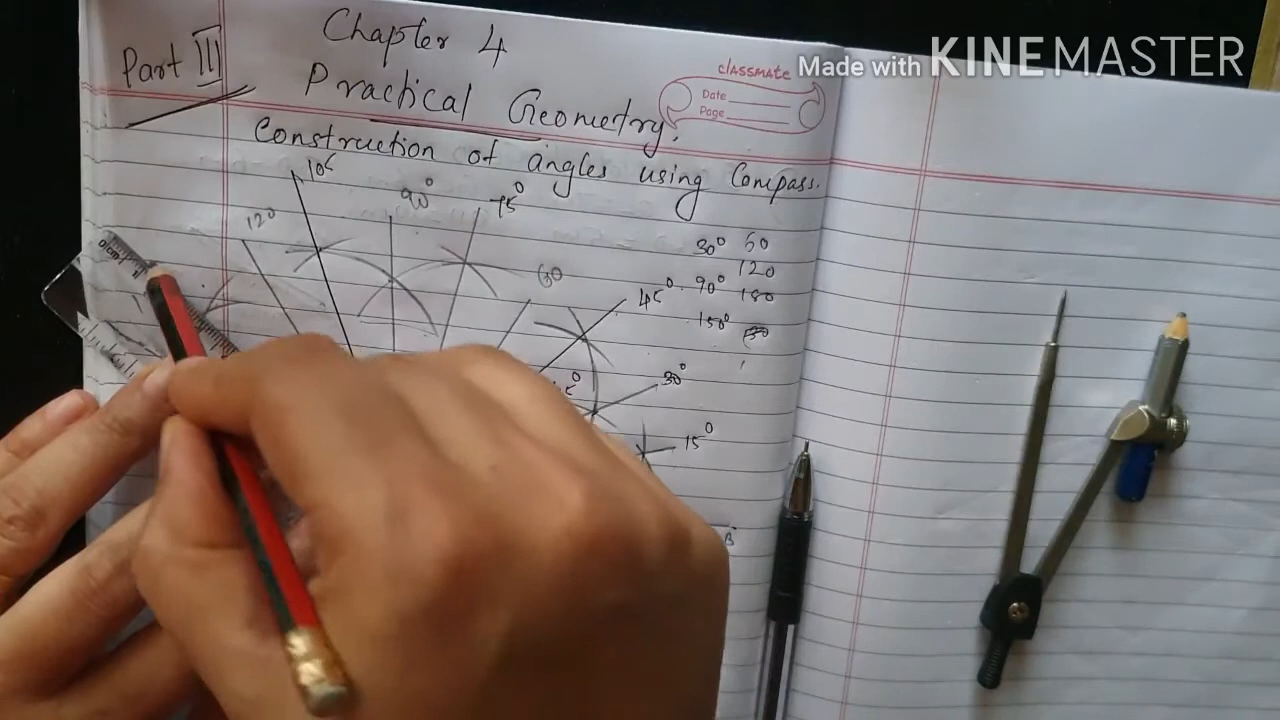 Chapter 4
Part III
Practical Geometry.
Construction of angles using Compass.
classmate
Date
Page
Made with KINEMASTER
105
120
90°
75°
60
45°
30°
15°
30° 60
120
90° 180
150°
B